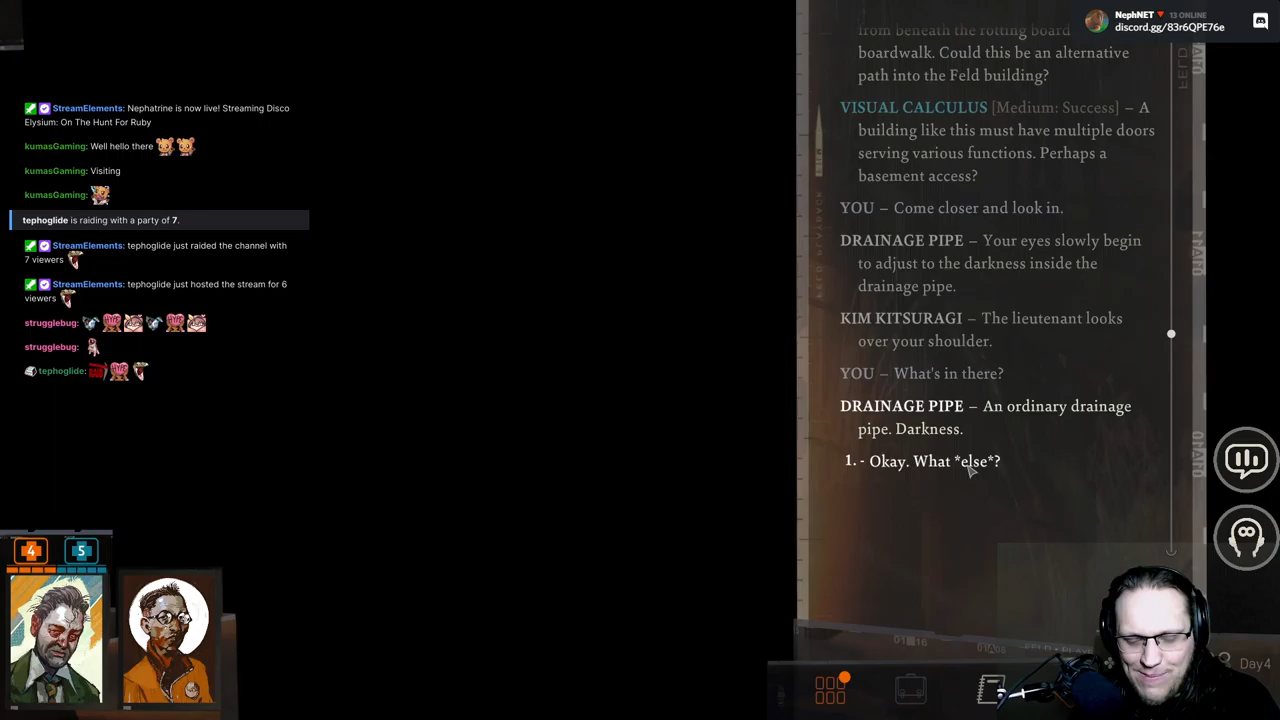 NephNET 13 ONLINE
discord.gg/83r6QPE76e
StreamElements: Nephatrine is now live! Streaming Disco
Elysium: On The Hunt For Ruby
kumasGaming: Well hello there
kumasGaming: Visiting
kumasGaming:
tephoglide is raiding with a party of 7.
StreamElements: tephoglide just raided the channel with
7 viewers
StreamElements: tephoglide just hosted the stream for 6
viewers
strugglebug:
strugglebug:
tephoglide:
from beneath the rotting board
boardwalk. Could this be an alternative
path into the Feld building?
VISUAL CALCULUS [Medium: Success] – A
building like this must have multiple doors
serving various functions. Perhaps a
basement access?
YOU – Come closer and look in.
DRAINAGE PIPE – Your eyes slowly begin
to adjust to the darkness inside the
drainage pipe.
KIM KITSURAGI – The lieutenant looks
over your shoulder.
YOU – What's in there?
DRAINAGE PIPE – An ordinary drainage
pipe. Darkness.
1. - Okay. What *else*?
4 5
Day4